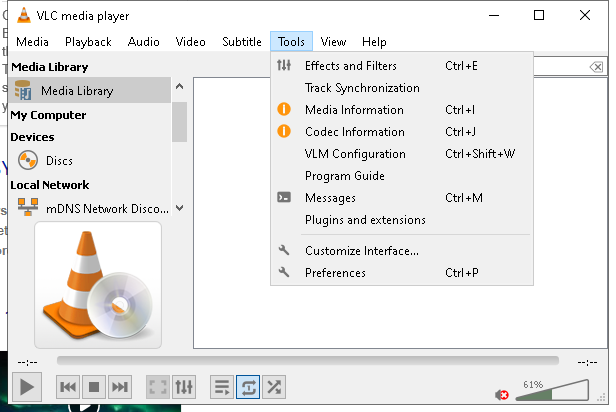 VLC media player
Media Playback Audio Video Subtitle Tools View Help
Media Library
Media Library
My Computer
Devices
Discs
Local Network
mDNS Network Disco...
Effects and Filters Ctrl+E
Track Synchronization
Media Information Ctrl+I
Codec Information Ctrl+J
VLM Configuration Ctrl+Shift+W
Program Guide
Messages Ctrl+M
Plugins and extensions
Customize Interface...
Preferences Ctrl+P
--:-- --:--
61%